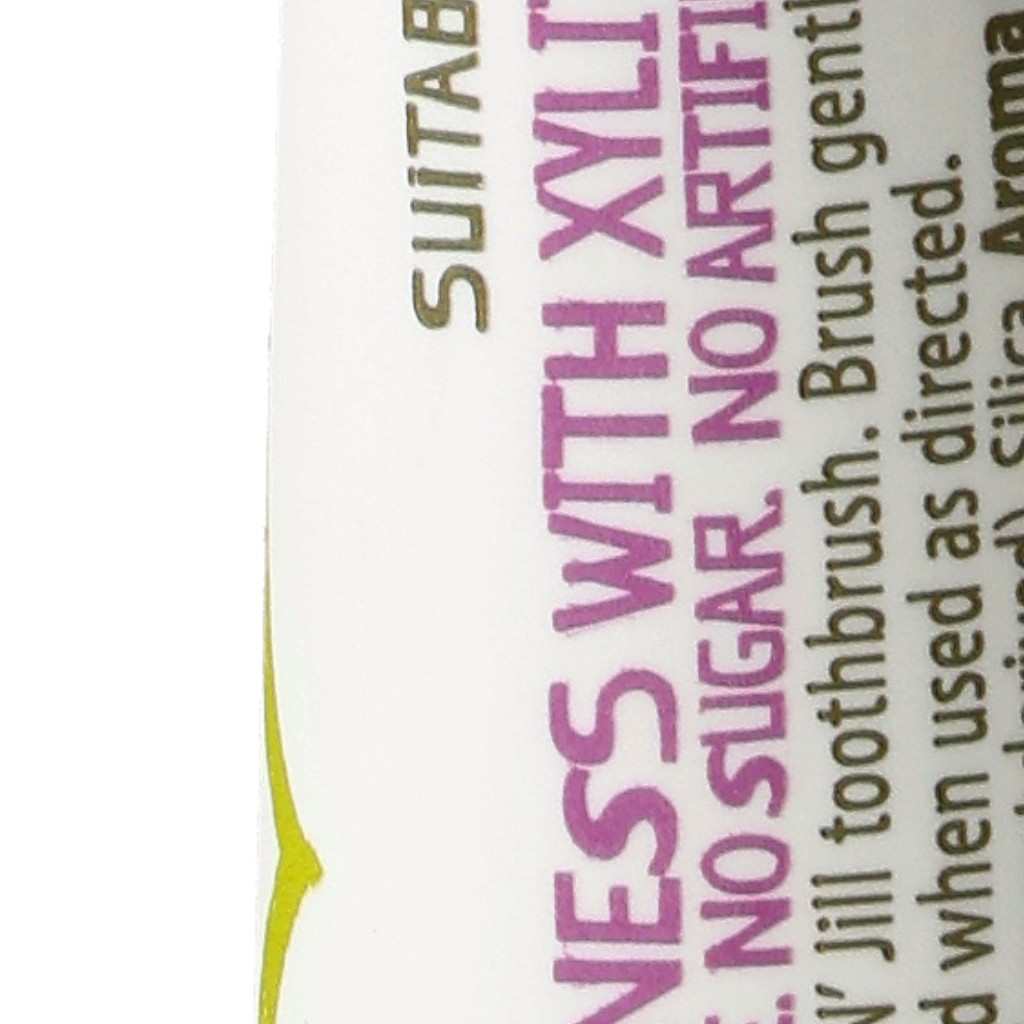 SUITAB
NESS WITH XYLI
E. NO SUGAR. NO ARTIFI
N' Jill toothbrush. Brush gentl
d when used as directed.
Silica, Aroma